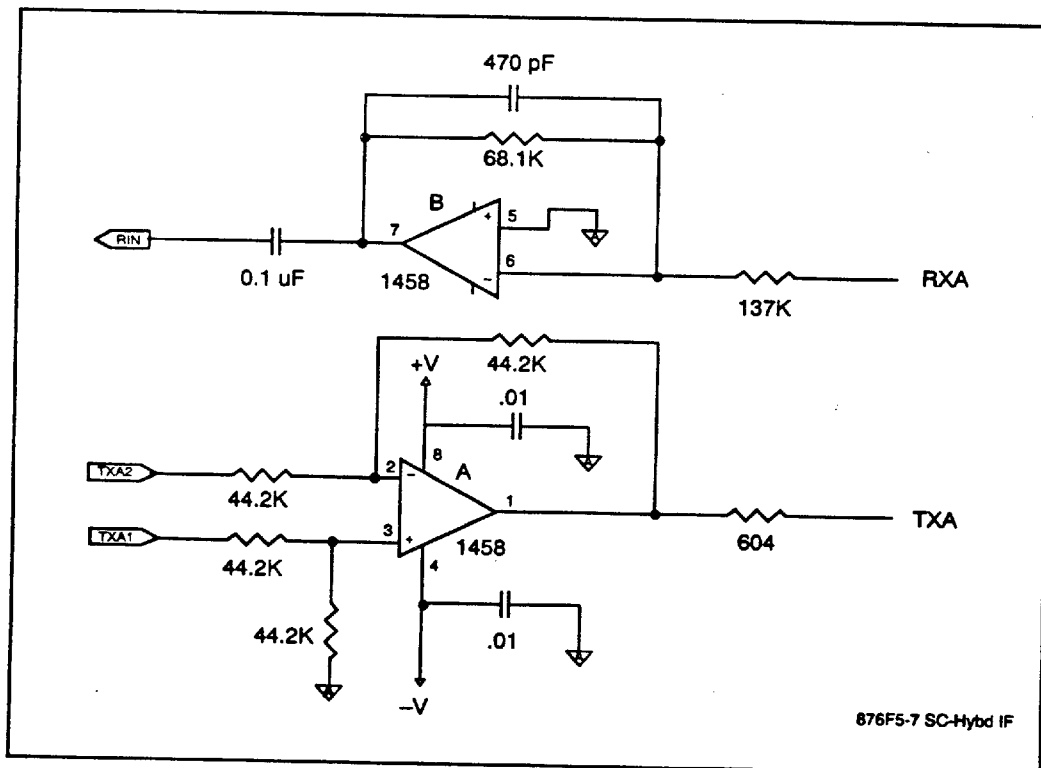 470 pF
68.1K
B
+
5
7
RIN
6
−
0.1 uF
1458
RXA
137K
44.2K
+V
.01
8
A
TXA2
2
−
44.2K
1
TXA
TXA1
3
+
1458
604
44.2K
4
44.2K
.01
−V
876F5-7 SC-Hybd IF